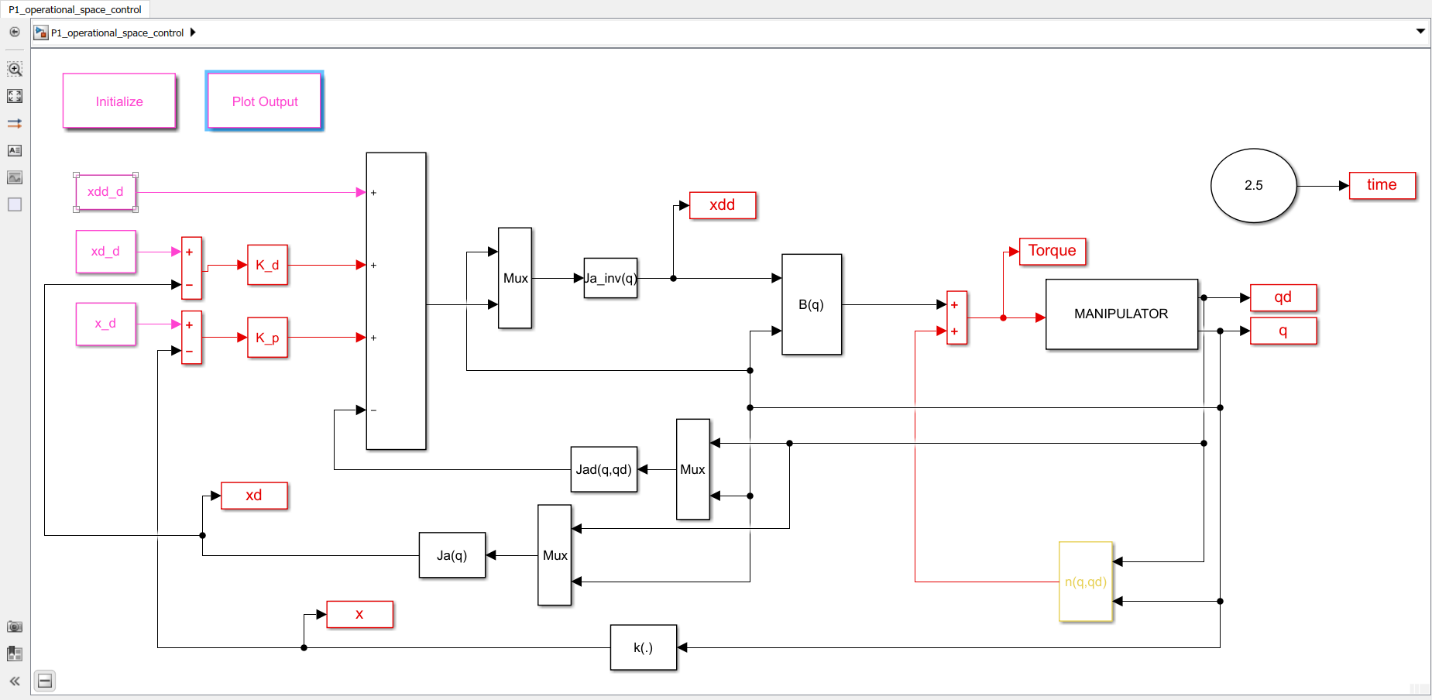 P1_operational_space_control
P1_operational_space_control
Initialize
Plot Output
xdd_d
+
xd_d
+
−
K_d
+
x_d
+
−
K_p
+
−
Mux
Ja_inv(q)
xdd
B(q)
+
+
Torque
MANIPULATOR
2.5
time
qd
q
Jad(q,qd)
Mux
xd
Ja(q)
Mux
n(q,qd)
x
k(.)